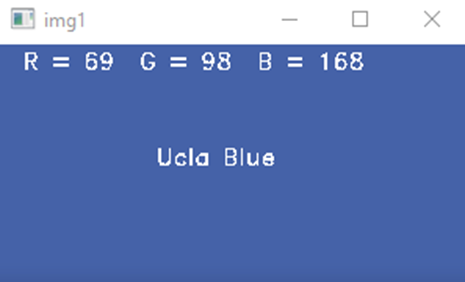 img1
R = 69 G = 98 B = 168
Ucla Blue